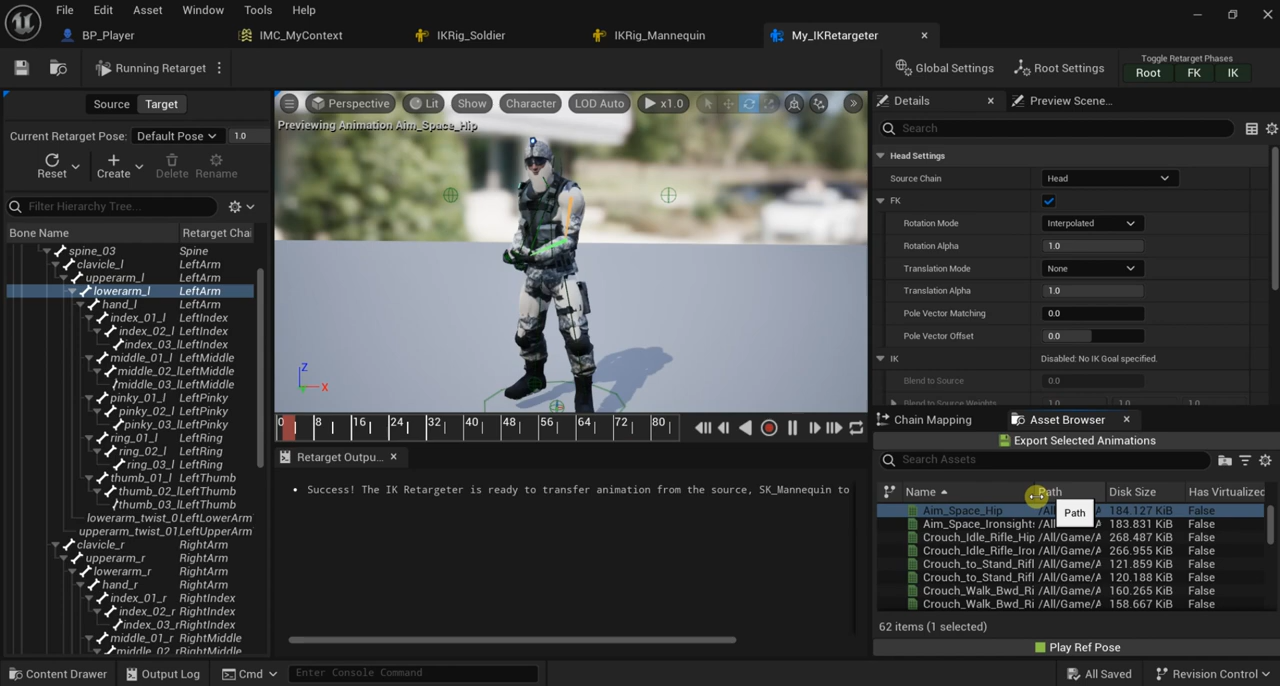 File Edit Asset Window Tools Help
BP_Player IMC_MyContext IKRig_Soldier IKRig_Mannequin My_IKRetargeter
Running Retarget Global Settings Root Settings Toggle Retarget Phases
Root FK IK
Source Target
Current Retarget Pose: Default Pose 1.0
Reset Create Delete Rename
Filter Hierarchy Tree...
Bone Name Retarget Chai
spine_03 Spine
clavicle_l LeftArm
upperarm_l LeftArm
lowerarm_l LeftArm
hand_l LeftArm
index_01_l LeftIndex
index_02_l LeftIndex
index_03_l LeftIndex
middle_01_l LeftMiddle
middle_02_l LeftMiddle
middle_03_l LeftMiddle
pinky_01_l LeftPinky
pinky_02_l LeftPinky
pinky_03_l LeftPinky
ring_01_l LeftRing
ring_02_l LeftRing
ring_03_l LeftRing
thumb_01_l LeftThumb
thumb_02_l LeftThumb
thumb_03_l LeftThumb
lowerarm_twist_0 LeftLowerArm
upperarm_twist_01 LeftUpperArm
clavicle_r RightArm
upperarm_r RightArm
lowerarm_r RightArm
hand_r RightArm
index_01_r RightIndex
index_02_r RightIndex
index_03_r RightIndex
middle_01_r RightMiddle
middle_02_r RightMiddle
Perspective Lit Show Character LOD Auto x1.0
Previewing Animation Aim_Space_Hip
Z
X
0 8 16 24 32 40 48 56 64 72 80
Retarget Outpu...
Success! The IK Retargeter is ready to transfer animation from the source, SK_Mannequin to
Details Preview Scene...
Search
Head Settings
Source Chain Head
FK
Rotation Mode Interpolated
Rotation Alpha 1.0
Translation Mode None
Translation Alpha 1.0
Pole Vector Matching 0.0
Pole Vector Offset 0.0
IK Disabled: No IK Goal specified.
Blend to Source 0.0
Blend to Source Weights 1.0 1.0 1.0
Chain Mapping Asset Browser
Export Selected Animations
Search Assets
Name Path Disk Size Has Virtualized
Aim_Space_Hip /All/Game/A 184.127 KiB False
Path
Aim_Space_Ironsights /All/Game/A 183.831 KiB False
Crouch_Idle_Rifle_Hip /All/Game/A 268.487 KiB False
Crouch_Idle_Rifle_Iro /All/Game/A 266.955 KiB False
Crouch_to_Stand_Rifl /All/Game/A 121.859 KiB False
Crouch_to_Stand_Rifl /All/Game/A 120.188 KiB False
Crouch_Walk_Bwd_Ri /All/Game/A 160.265 KiB False
Crouch_Walk_Bwd_Ri /All/Game/A 158.667 KiB False
62 items (1 selected)
Play Ref Pose
Content Drawer Output Log Cmd Enter Console Command All Saved Revision Control